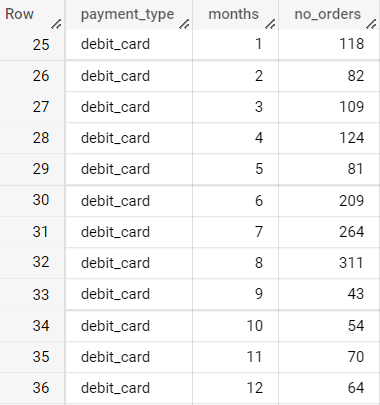 Row payment_type months no_orders
25 debit_card 1 118
26 debit_card 2 82
27 debit_card 3 109
28 debit_card 4 124
29 debit_card 5 81
30 debit_card 6 209
31 debit_card 7 264
32 debit_card 8 311
33 debit_card 9 43
34 debit_card 10 54
35 debit_card 11 70
36 debit_card 12 64